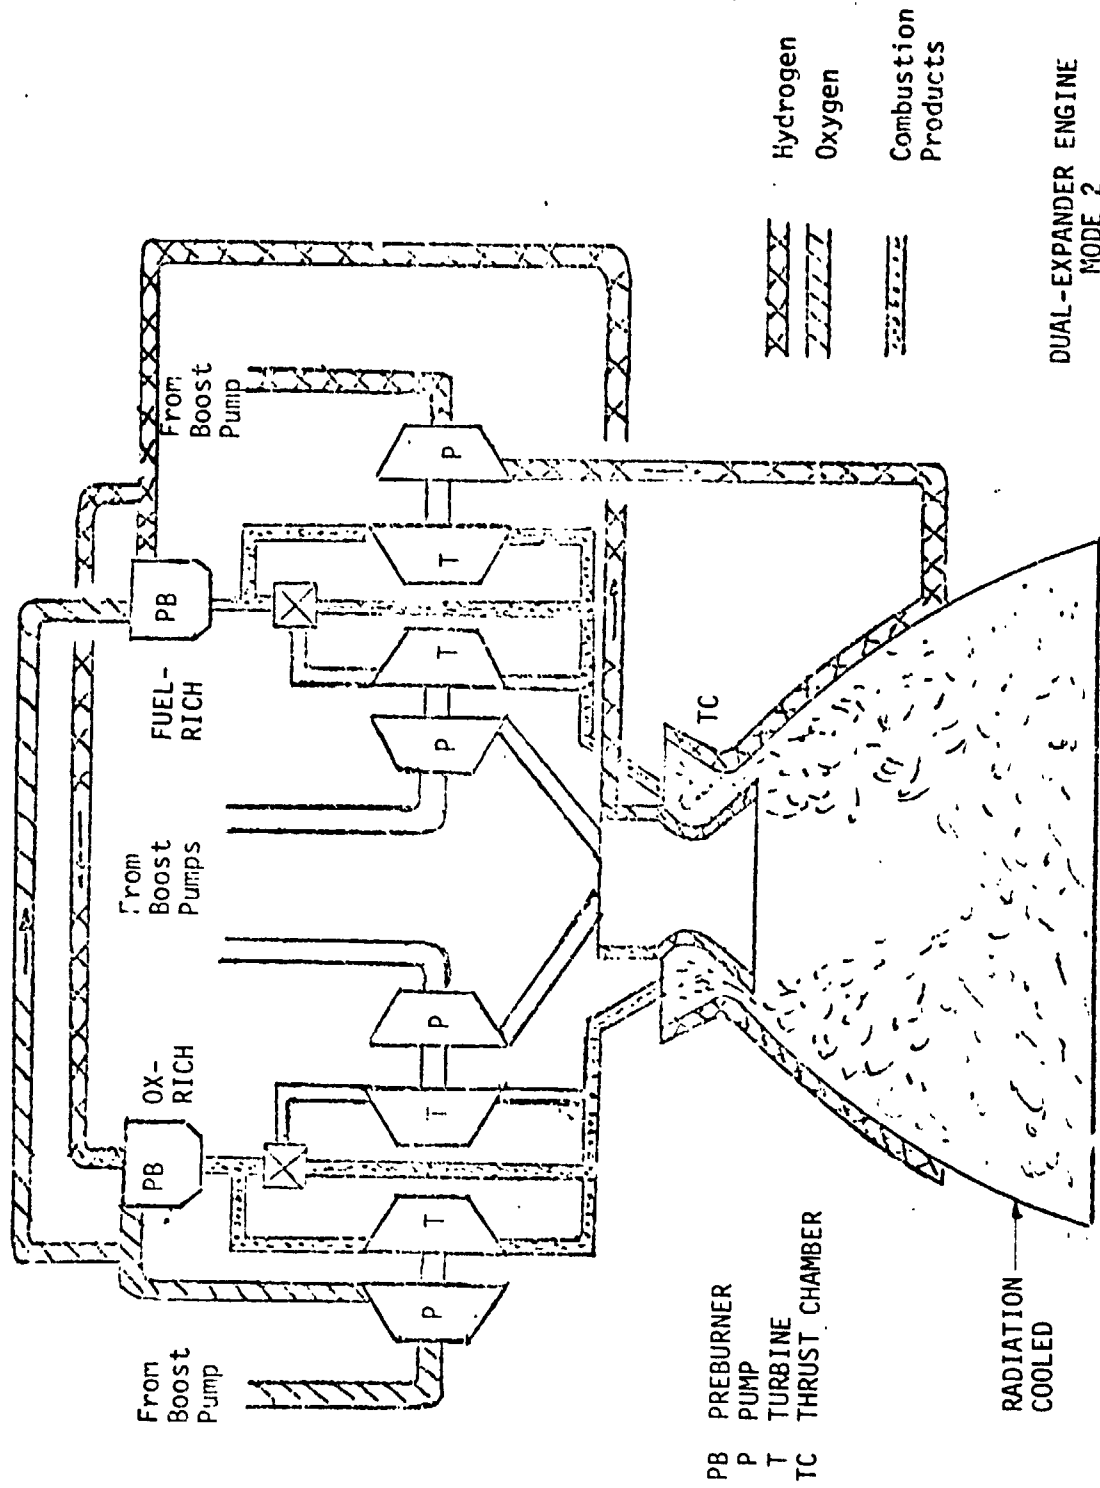 From
Boost
Pump
PB
OX-
RICH
From
Boost
Pumps
FUEL-
RICH
PB
From
Boost
Pump
P
T
T
P
P
T
T
P
TC
PB PREBURNER
P PUMP
T TURBINE
TC THRUST CHAMBER
Hydrogen
Oxygen
Combustion
Products
RADIATION
COOLED
DUAL-EXPANDER ENGINE
MODE 2